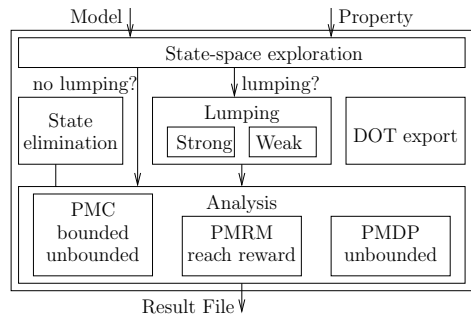 Model
Property
State-space exploration
no lumping?
lumping?
State
elimination
Lumping
Strong
Weak
DOT export
Analysis
PMC
bounded
unbounded
PMRM
reach reward
PMDP
unbounded
Result File